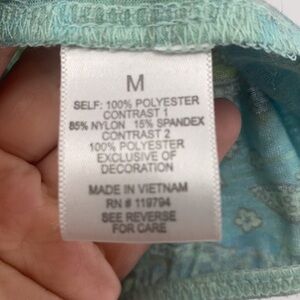 M
SELF: 100% POLYESTER
CONTRAST 1
85% NYLON 15% SPANDEX
CONTRAST 2
100% POLYESTER
EXCLUSIVE OF
DECORATION
MADE IN VIETNAM
RN # 119794
SEE REVERSE
FOR CARE